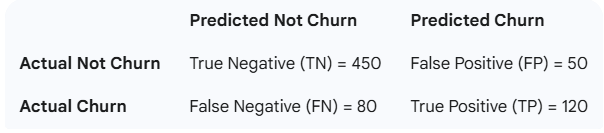 Predicted Not Churn Predicted Churn
Actual Not Churn True Negative (TN) = 450 False Positive (FP) = 50
Actual Churn False Negative (FN) = 80 True Positive (TP) = 120